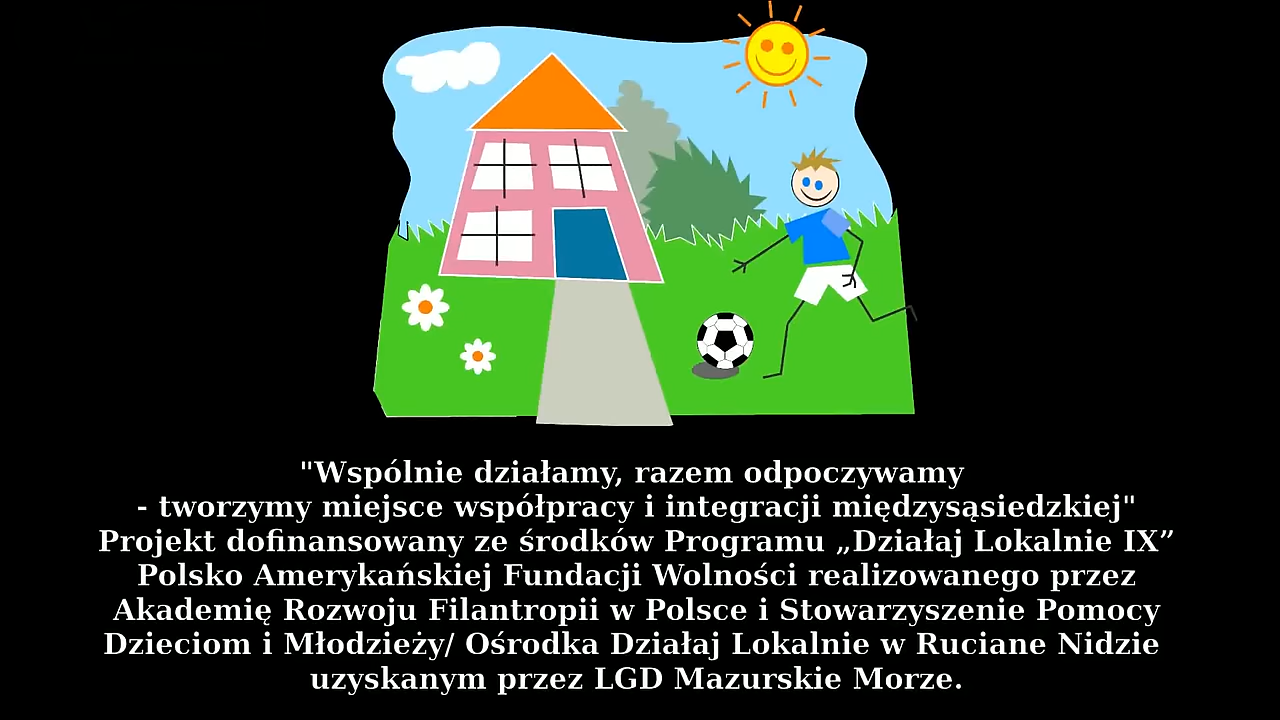 "Wspólnie działamy, razem odpoczywamy
- tworzymy miejsce współpracy i integracji międzysąsiedzkiej"
Projekt dofinansowany ze środków Programu „Działaj Lokalnie IX”
Polsko Amerykańskiej Fundacji Wolności realizowanego przez
Akademię Rozwoju Filantropii w Polsce i Stowarzyszenie Pomocy
Dzieciom i Młodzieży/ Ośrodka Działaj Lokalnie w Ruciane Nidzie
uzyskanym przez LGD Mazurskie Morze.